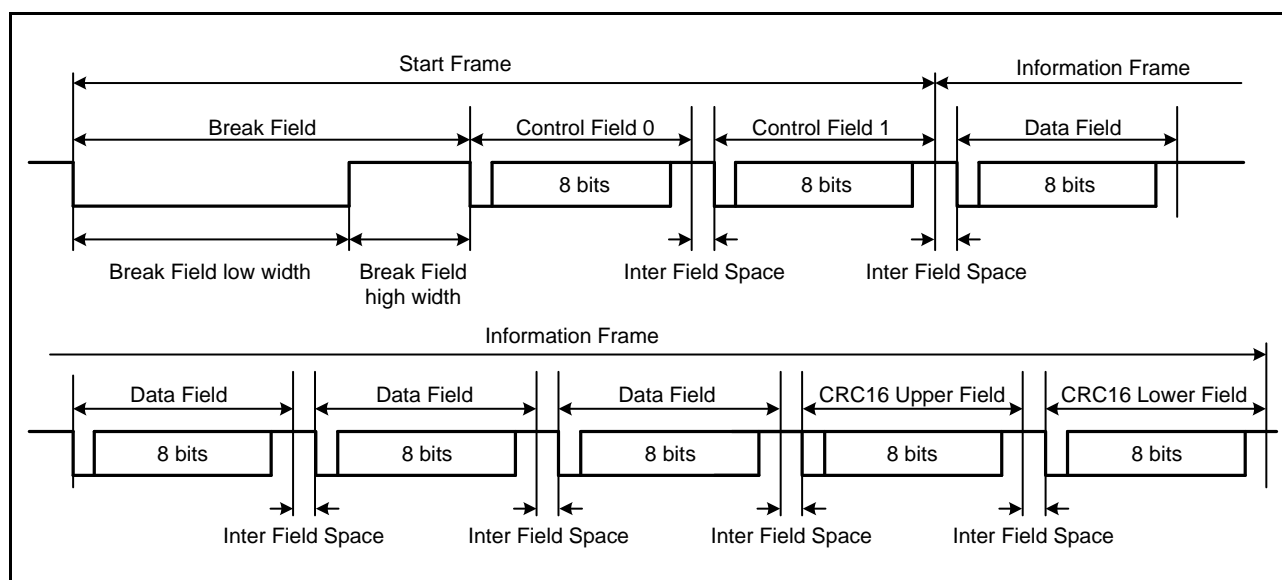 Start Frame
Information Frame
Break Field
Control Field 0
Control Field 1
Data Field
8 bits
8 bits
8 bits
Break Field low width
Break Field
high width
Inter Field Space
Inter Field Space
Information Frame
Data Field
Data Field
Data Field
CRC16 Upper Field
CRC16 Lower Field
8 bits
8 bits
8 bits
8 bits
8 bits
Inter Field Space
Inter Field Space
Inter Field Space
Inter Field Space